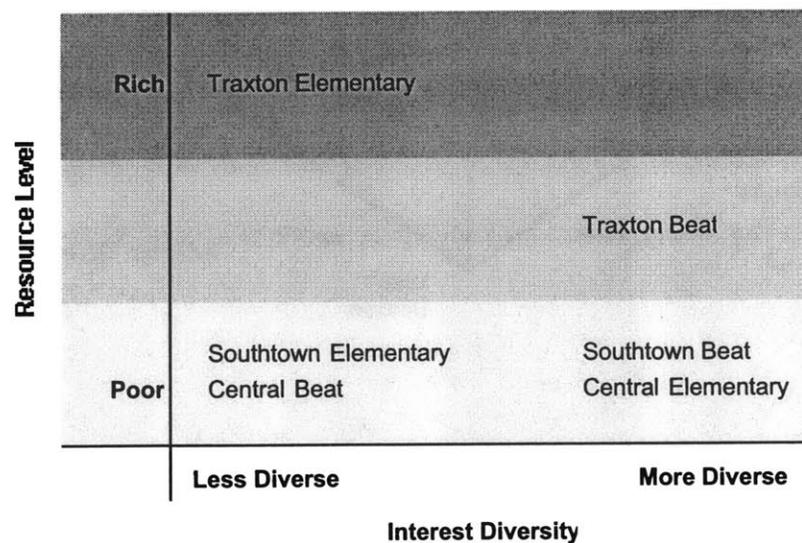 Resource Level
Rich
Traxton Elementary
Traxton Beat
Southtown Elementary
Southtown Beat
Poor
Central Beat
Central Elementary
Less Diverse
More Diverse
Interest Diversity